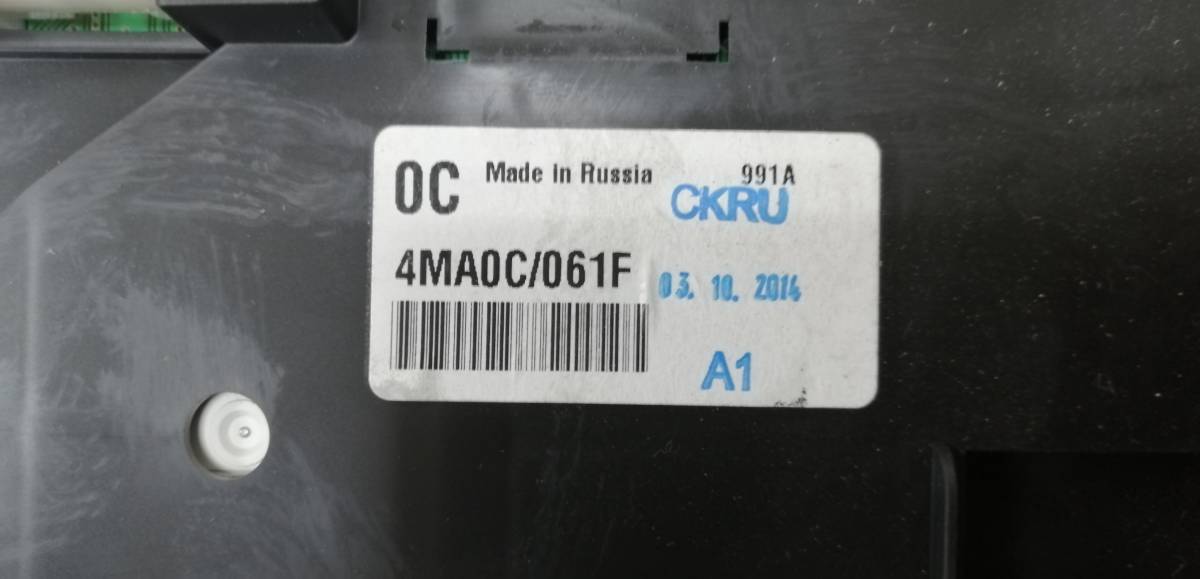 0C Made In Russia 991A
CKRU
4MA0C/061F
03. 10. 2014
A1